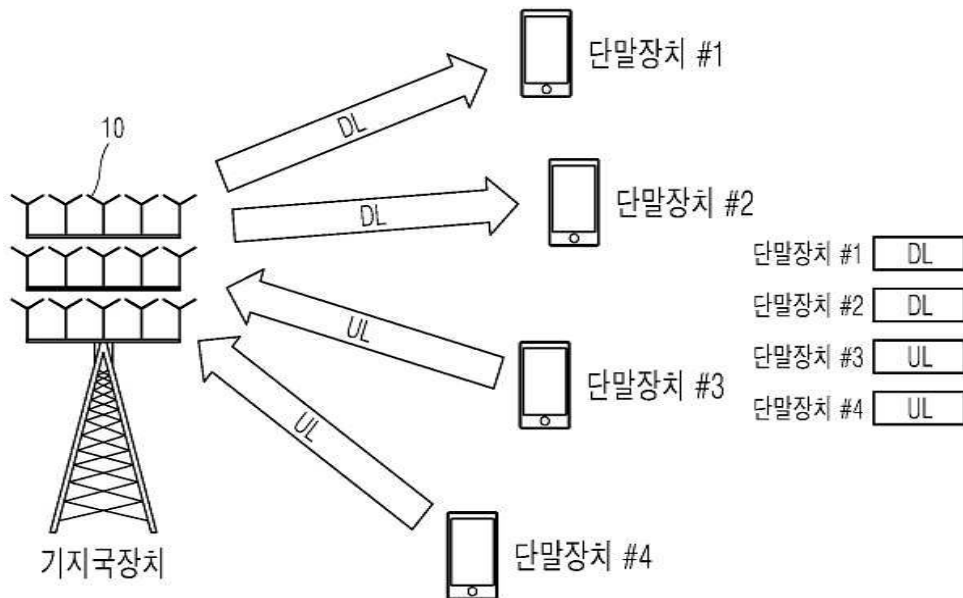 단말장치 #1
10
DL
단말장치 #2
DL
단말장치 #1 DL
단말장치 #2 DL
UL
단말장치 #3
단말장치 #3 UL
단말장치 #4 UL
UL
단말장치 #4
기지국장치